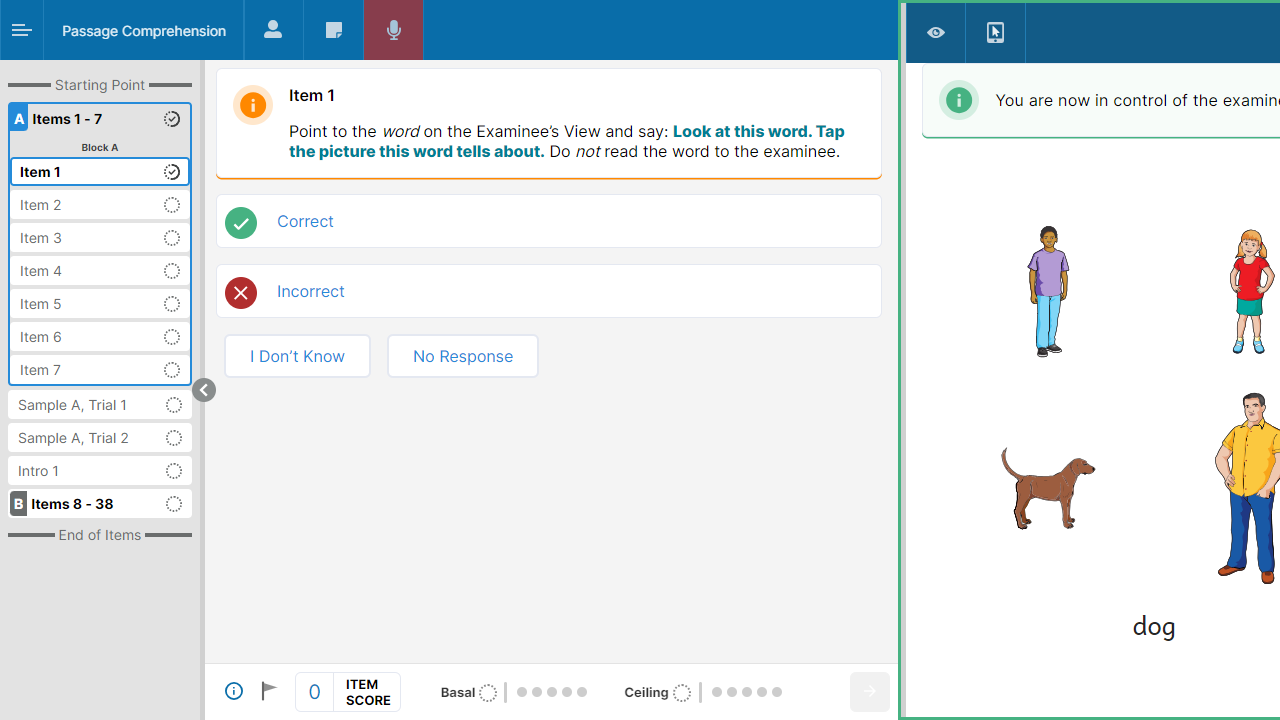 Passage Comprehension
Starting Point
A Items 1 - 7
Block A
Item 1
Item 2
Item 3
Item 4
Item 5
Item 6
Item 7
Sample A, Trial 1
Sample A, Trial 2
Intro 1
B Items 8 - 38
End of Items
Item 1
Point to the word on the Examinee’s View and say: Look at this word. Tap
the picture this word tells about. Do not read the word to the examinee.
Correct
Incorrect
I Don’t Know
No Response
0 ITEM
SCORE
Basal
Ceiling
You are now in control of the examine
dog